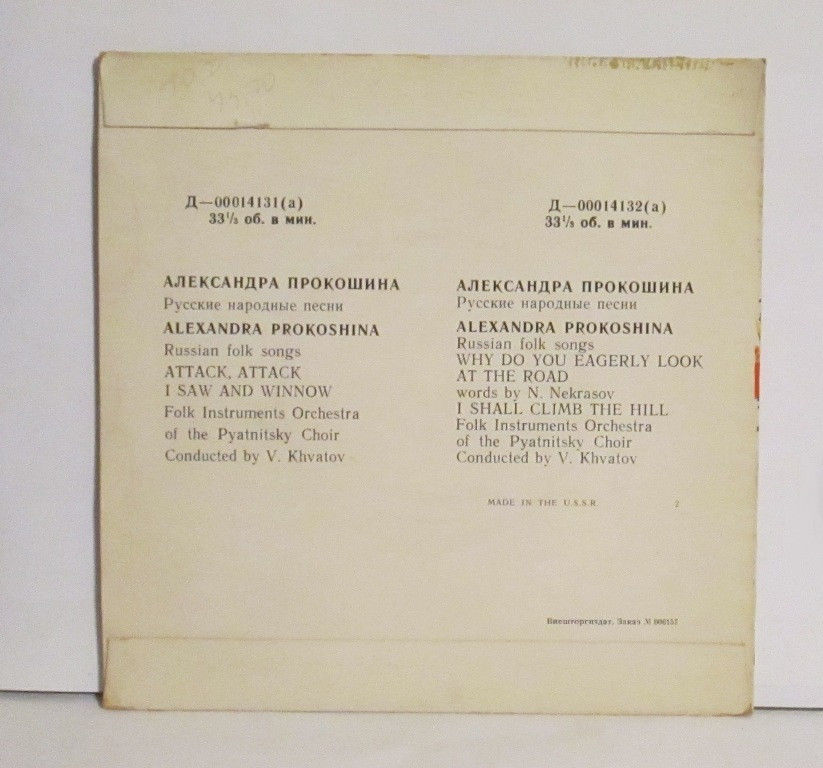 Д—00014131(а)
33⅓ об. в мин.
АЛЕКСАНДРА ПРОКОШИНА
Русские народные песни
ALEXANDRA PROKOSHINA
Russian folk songs
ATTACK, ATTACK
I SAW AND WINNOW
Folk Instruments Orchestra
of the Pyatnitsky Choir
Conducted by V. Khvatov
Д—00014132(а)
33⅓ об. в мин.
АЛЕКСАНДРА ПРОКОШИНА
Русские народные песни
ALEXANDRA PROKOSHINA
Russian folk songs
WHY DO YOU EAGERLY LOOK
AT THE ROAD
words by N. Nekrasov
I SHALL CLIMB THE HILL
Folk Instruments Orchestra
of the Pyatnitsky Choir
Conducted by V. Khvatov
MADE IN THE U.S.S.R. 2
Внешторгиздат. Заказ №